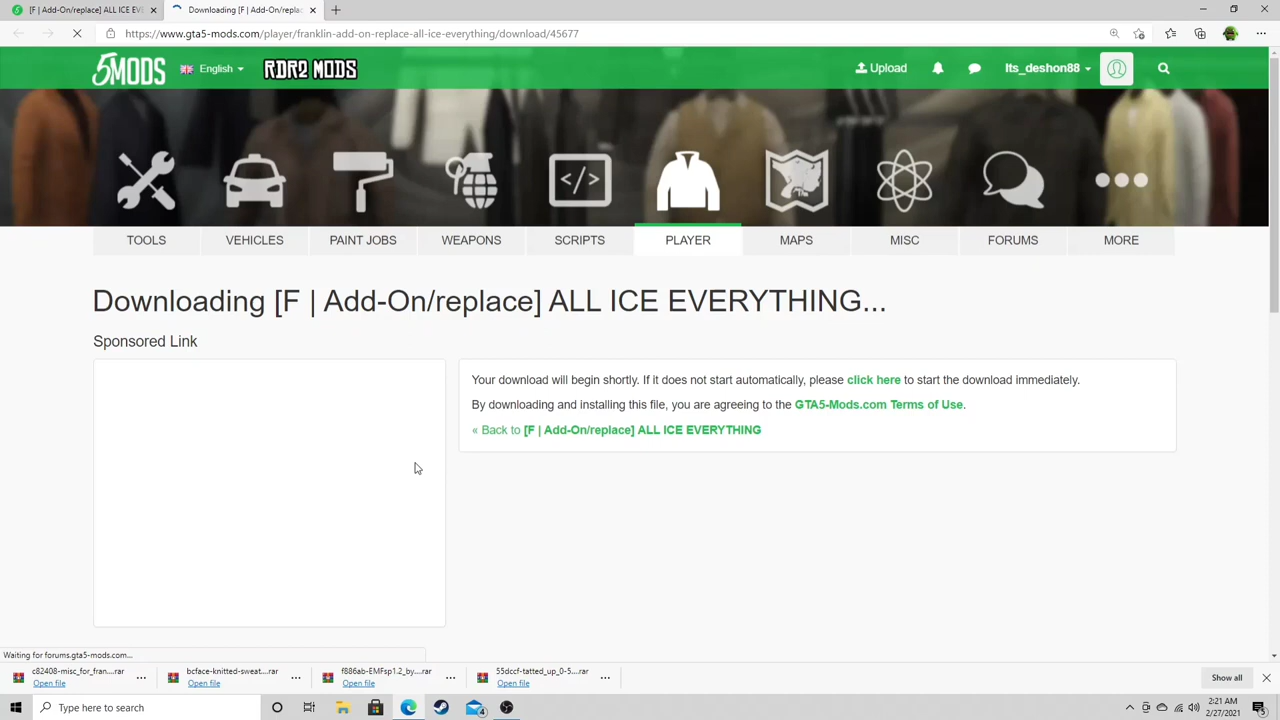 [F | Add-On/replace] ALL ICE EVE
Downloading [F | Add-On/replac
https://www.gta5-mods.com/player/franklin-add-on-replace-all-ice-everything/download/45677
5MODS
English
RDR2 MODS
Upload
Its_deshon88
TOOLS
VEHICLES
PAINT JOBS
WEAPONS
SCRIPTS
PLAYER
MAPS
MISC
FORUMS
MORE
Downloading [F | Add-On/replace] ALL ICE EVERYTHING...
Sponsored Link
Your download will begin shortly. If it does not start automatically, please click here to start the download immediately.
By downloading and installing this file, you are agreeing to the GTA5-Mods.com Terms of Use.
« Back to [F | Add-On/replace] ALL ICE EVERYTHING
Waiting for forums.gta5-mods.com...
c82408-misc_for_fran....rar
Open file
bcface-knitted-sweat....rar
Open file
f886ab-EMFsp1.2_by....rar
Open file
55dccf-tatted_up_0-5....rar
Open file
Show all
Type here to search
4
2:21 AM
2/27/2021
5